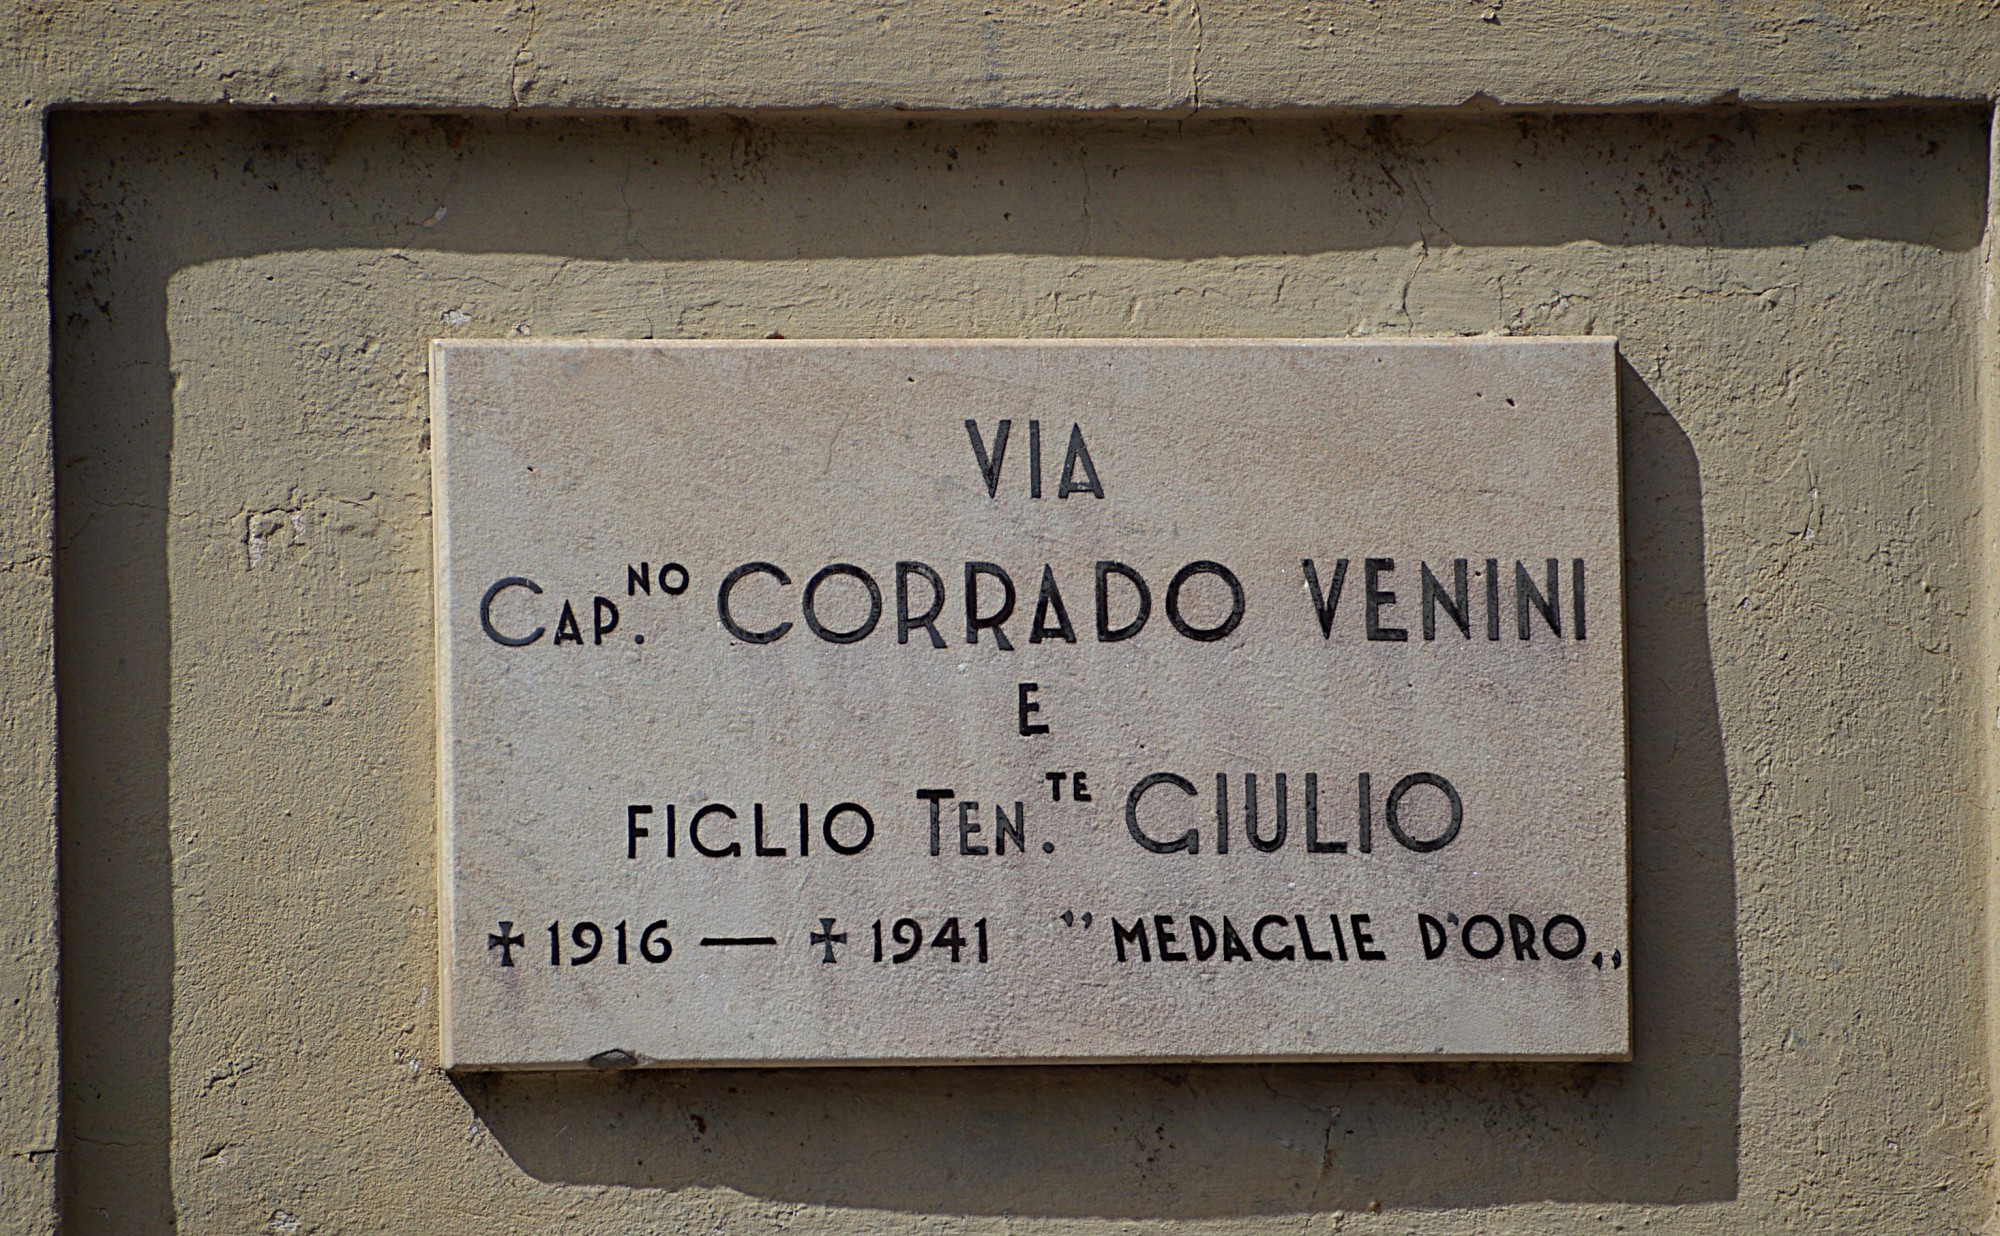 VIA
CAP.NO CORRADO VENINI
E
FIGLIO TEN.TE GIULIO
✠ 1916 — ✠ 1941 ”MEDAGLIE D'ORO„